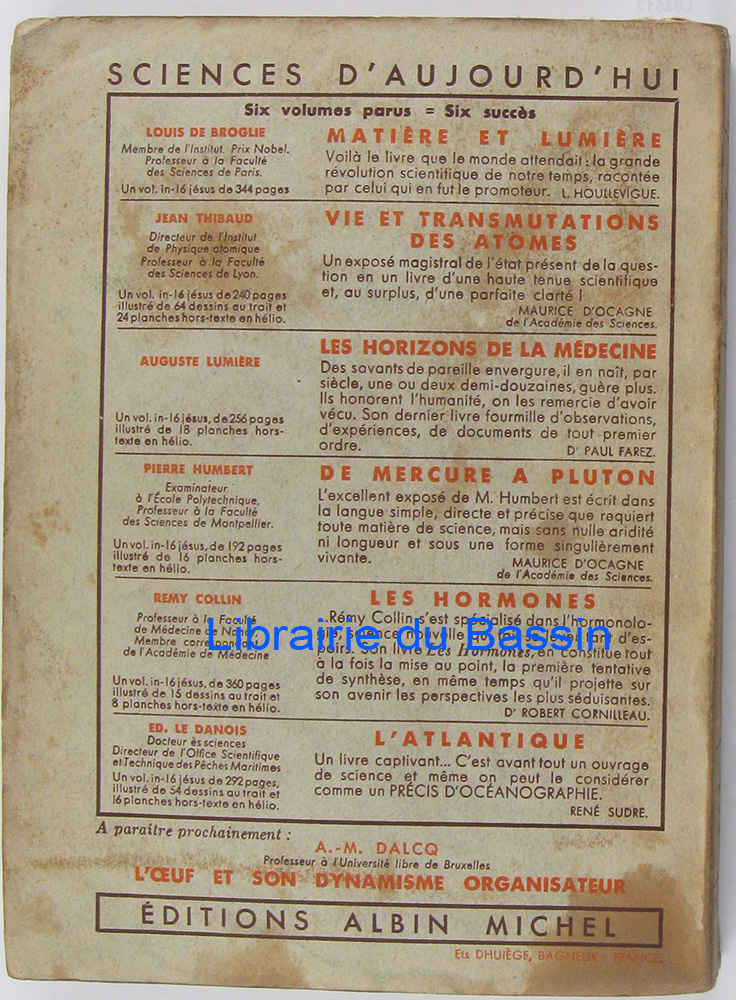 SCIENCES D'AUJOURD'HUI
Six volumes parus = Six succès
LOUIS DE BROGLIE
Membre de l'Institut. Prix Nobel.
Professeur à la Faculté
des Sciences de Paris.
Un vol. in-16 jésus de 344 pages
MATIÈRE ET LUMIÈRE
Voilà le livre que le monde attendait : la grande
révolution scientifique de notre temps, racontée
par celui qui en fut le promoteur. L. HOULLEVIGUE.
JEAN THIBAUD
Directeur de l'Institut
de Physique atomique
Professeur à la Faculté
des Sciences de Lyon.
Un vol. in-16 jésus de 240 pages
illustré de 64 dessins au trait et
24 planches hors-texte en hélio.
VIE ET TRANSMUTATIONS
DES ATOMES
Un exposé magistral de l'état présent de la ques-
tion en un livre d'une haute tenue scientifique
et, au surplus, d'une parfaite clarté !
MAURICE D'OCAGNE
de l'Académie des Sciences.
AUGUSTE LUMIÈRE
Un vol. in-16 jésus, de 256 pages
illustré de 18 planches hors-
texte en hélio.
LES HORIZONS DE LA MÉDECINE
Des savants de pareille envergure, il en naît, par
siècle, une ou deux demi-douzaines, guère plus.
Ils honorent l'humanité, on les remercie d'avoir
vécu. Son dernier livre fourmille d'observations,
d'expériences, de documents de tout premier
ordre.
Dr PAUL FAREZ.
PIERRE HUMBERT
Examinateur
à l'École Polytechnique,
Professeur à la Faculté
des Sciences de Montpellier.
Un vol. in-16 jésus, de 192 pages
illustré de 16 planches hors-
texte en hélio.
DE MERCURE A PLUTON
L'excellent exposé de M. Humbert est écrit dans
la langue simple, directe et précise que requiert
toute matière de science, mais sans nulle aridité
ni longueur et sous une forme singulièrement
vivante.
MAURICE D'OCAGNE
de l'Académie des Sciences.
REMY COLLIN
Professeur à la Faculté
de Médecine de
Membre
de l'Académie de Médecine
Un vol. in-16 jésus, de 360 pages
illustré de 15 dessins au trait et
8 planches hors-texte en hélio.
LES HORMONES
...Rémy Collin s'est spécialisé dans l'hormonolo-
science nouvelle d'es-
Son livre Les Hormones, en constitue tout
à la fois la mise au point, la première tentative
de synthèse, en même temps qu'il projette sur
son avenir les perspectives les plus séduisantes.
Dr ROBERT CORNILLEAU.
Librairie du Bassin
ED. LE DANOIS
Docteur ès sciences
Directeur de l'Office Scientifique
et Technique des Pêches Maritimes
Un vol. in-16 jésus de 292 pages,
illustré de 54 dessins au trait et
16 planches hors-texte en hélio.
L'ATLANTIQUE
Un livre captivant... C'est avant tout un ouvrage
de science et même on peut le considérer
comme un PRÉCIS D'OCÉANOGRAPHIE.
RENÉ SUDRE.
A paraître prochainement :
A.-M. DALCQ
Professeur à l'Université libre de Bruxelles
L'ŒUF ET SON DYNAMISME ORGANISATEUR
ÉDITIONS ALBIN MICHEL
Ets DHUIÈGE, BAGNEUX - FRANCE.